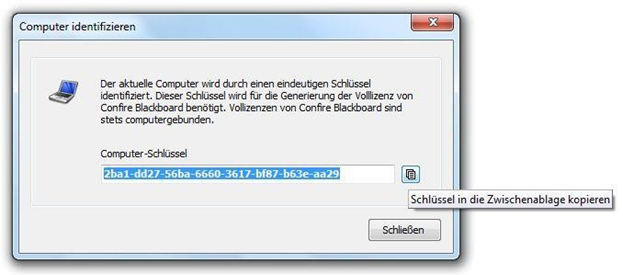 Computer identifizieren
Der aktuelle Computer wird durch einen eindeutigen Schlüssel
identifiziert. Dieser Schlüssel wird für die Generierung der Volllizenz von
Confire Blackboard benötigt. Vollizenzen von Confire Blackboard sind
stets computergebunden.
Computer-Schlüssel
2ba1-dd27-56ba-6660-3617-bf87-b63e-aa29
Schlüssel in die Zwischenablage kopieren
Schließen